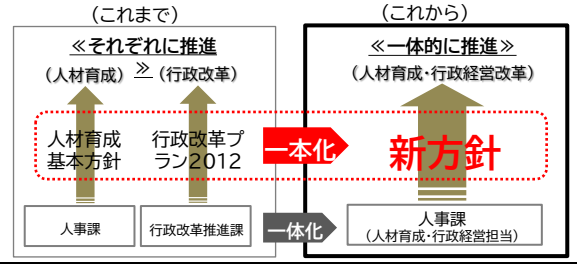 (これまで)
≪それぞれに推進
≫
(人材育成)
(行政改革)
人材育成
基本方針
行政改革プ
ラン2012
人事課
行政改革推進課
一本化
一体化
(これから)
≪一体的に推進≫
(人材育成・行政経営改革)
新方針
人事課
(人材育成・行政経営担当)